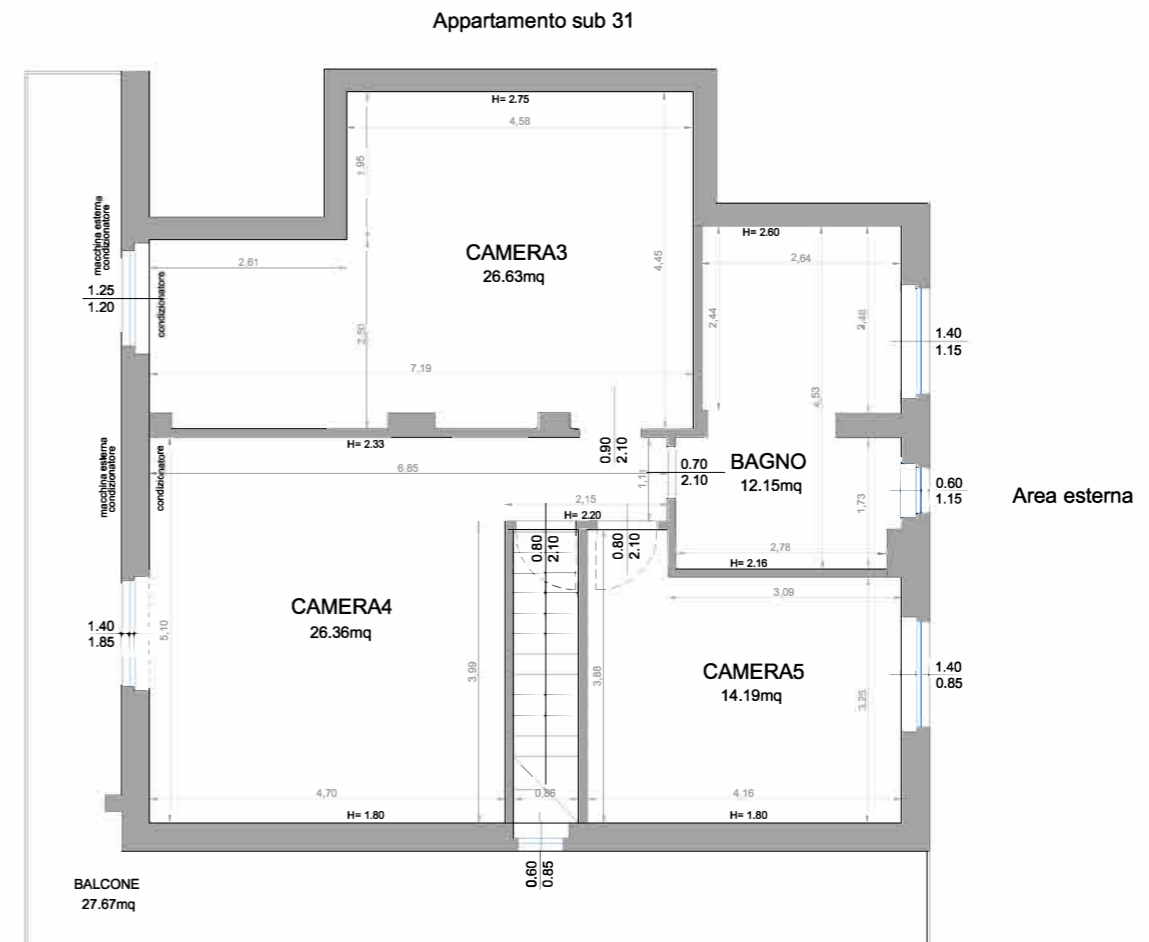 Appartamento sub 31
H= 2.75
4,58
1,95
macchina esterna
condizionatore
H= 2.60
2,61
CAMERA3
26.63mq
4,45
2,64
1.25
1.20
condizionatore
2,50
2,44
2,48
1.40
1.15
7,19
4,53
H= 2.33
0.90
2.10
macchina esterna
condizionatore
condizionatore
6.85
1,11
0.70
2.10
BAGNO
12.15mq
0.60
1.15
Area esterna
2,15
1,73
H= 2.20
0.80
2.10
0.80
2.10
2,78
H= 2.16
3,09
CAMERA4
26.36mq
1.40
1.85
5,10
3,99
3,88
CAMERA5
14.19mq
1.40
0.85
3,25
4,70
0,86
4.16
H= 1.80
H= 1.80
0.60
0.85
BALCONE
27.67mq